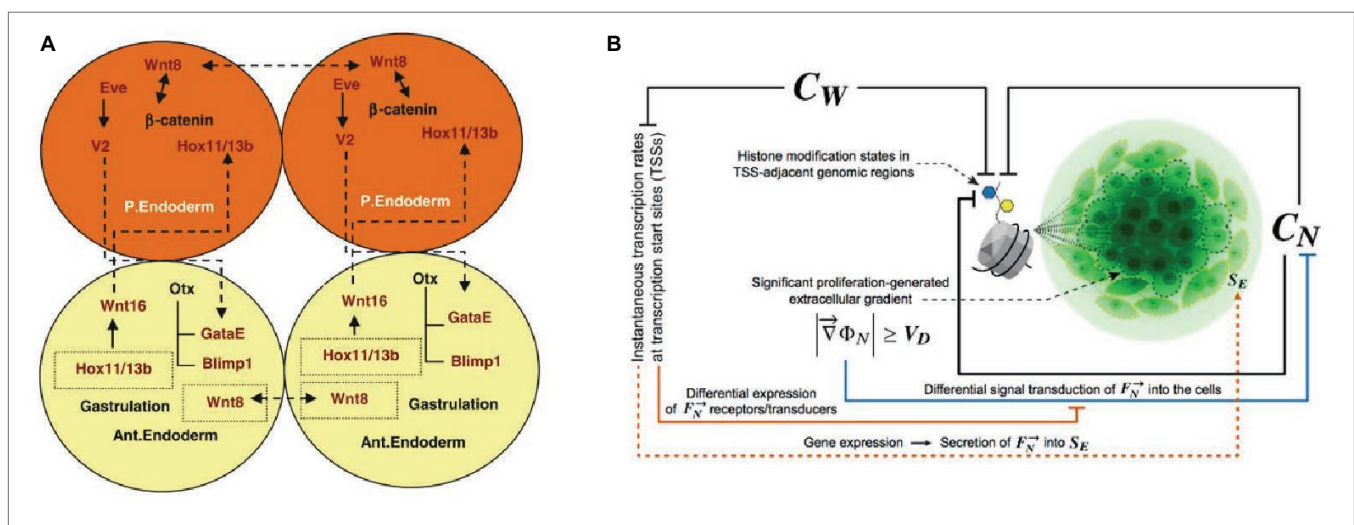 A
Wnt8
Eve
β-catenin
V2
Hox11/13b
P.Endoderm
Wnt8
Eve
β-catenin
V2
Hox11/13b
P.Endoderm
Wnt16
Otx
GataE
Hox11/13b
Blimp1
Gastrulation
Wnt8
Ant.Endoderm
Wnt16
Otx
GataE
Hox11/13b
Blimp1
Wnt8
Gastrulation
Ant.Endoderm
B
C_W
Instantaneous transcription rates
at transcription start sites (TSSs)
Histone modification states in
TSS-adjacent genomic regions
C_N
S_E
Significant proliferation-generated
extracellular gradient
|∇⃗Φ_N| ≥ V_D
Differential expression
of F_N^→ receptors/transducers
Differential signal transduction of F_N^→ into the cells
Gene expression → Secretion of F_N^→ into S_E